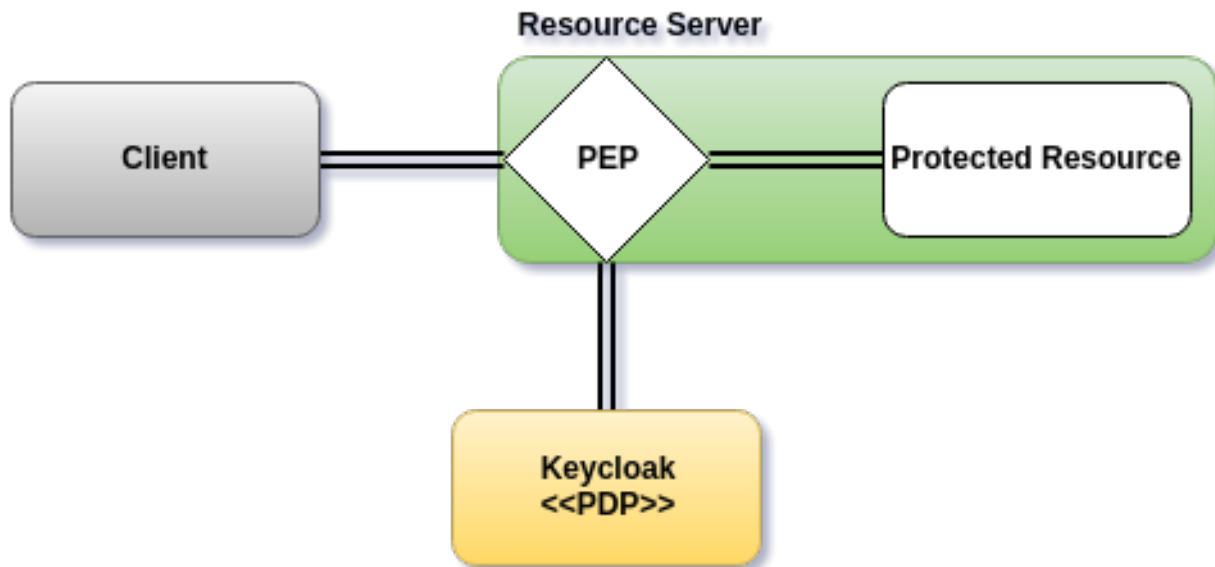 Resource Server
Client
PEP
Protected Resource
Keycloak
<<PDP>>